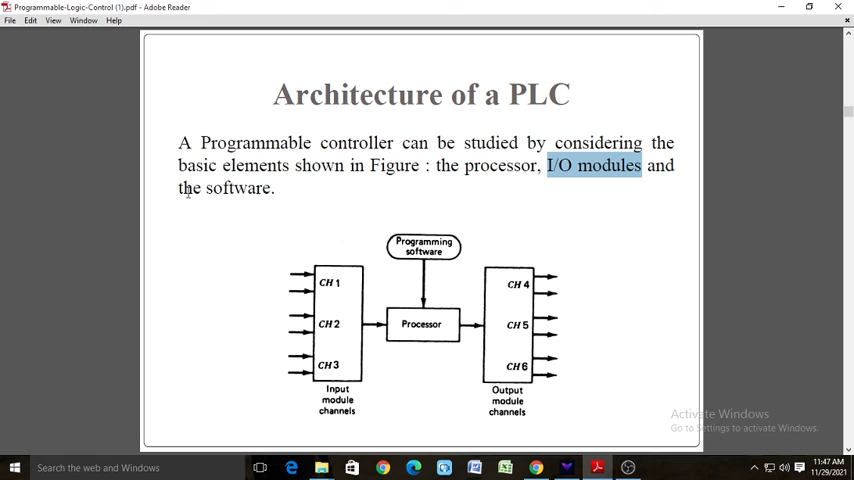 Programmable-Logic-Control (1).pdf - Adobe Reader
File Edit View Window Help
Architecture of a PLC
A Programmable controller can be studied by considering the
basic elements shown in Figure : the processor, I/O modules and
the software.
Programming
software
CH 1
CH 2
CH3
Processor
CH 4
CH 5
CH 6
Input
module
channels
Output
module
channels
Activate Windows
Go to Settings to activate Windows.
Search the web and Windows
11:47 AM
11/29/2021